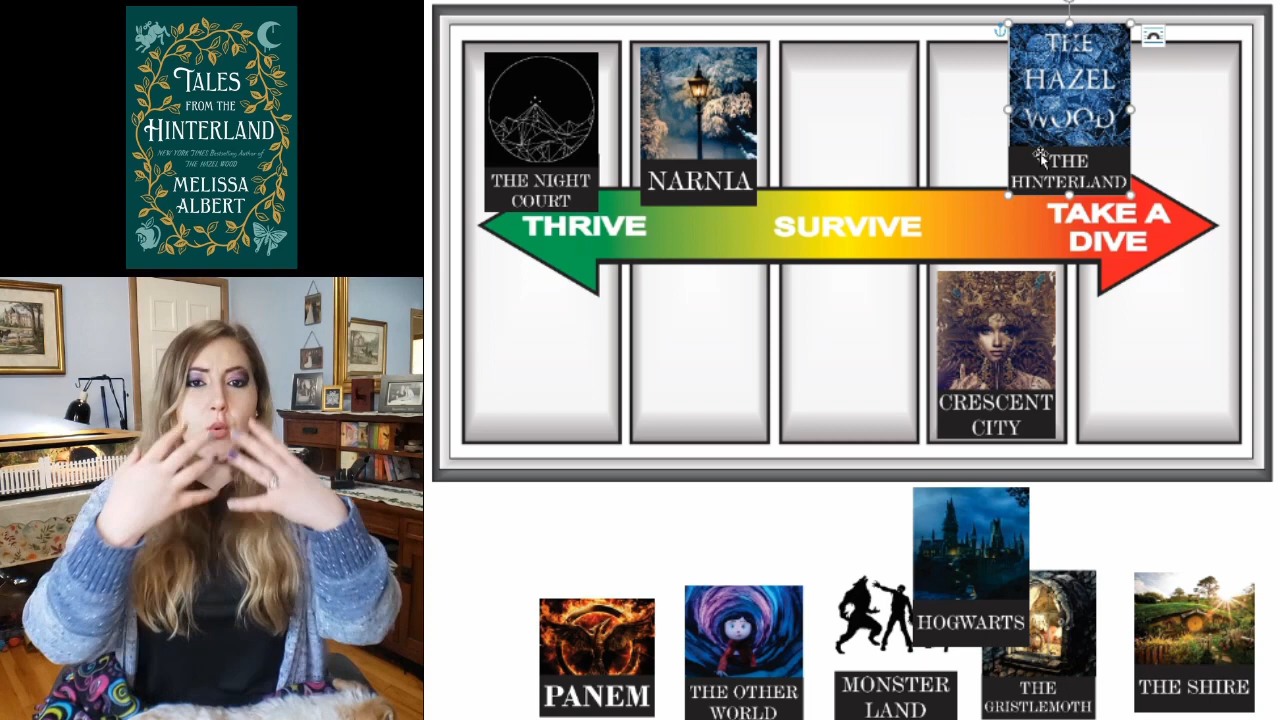 TALES
FROM THE
HINTERLAND
NEW YORK TIMES Bestselling Author of
THE HAZEL WOOD
MELISSA
ALBERT
THE NIGHT
COURT
NARNIA
THE
HAZEL
WOOD
THE
HINTERLAND
THRIVE
SURVIVE
TAKE A
DIVE
CRESCENT
CITY
PANEM
THE OTHER
WORLD
MONSTER
LAND
HOGWARTS
THE
GRISTLEMOTH
THE SHIRE